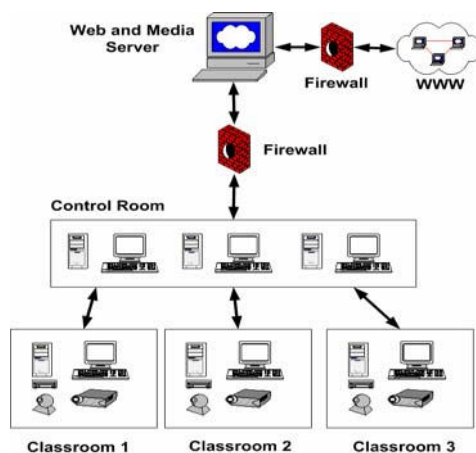 Web and Media
Server
Firewall
WWW
Firewall
Control Room
Classroom 1
Classroom 2
Classroom 3